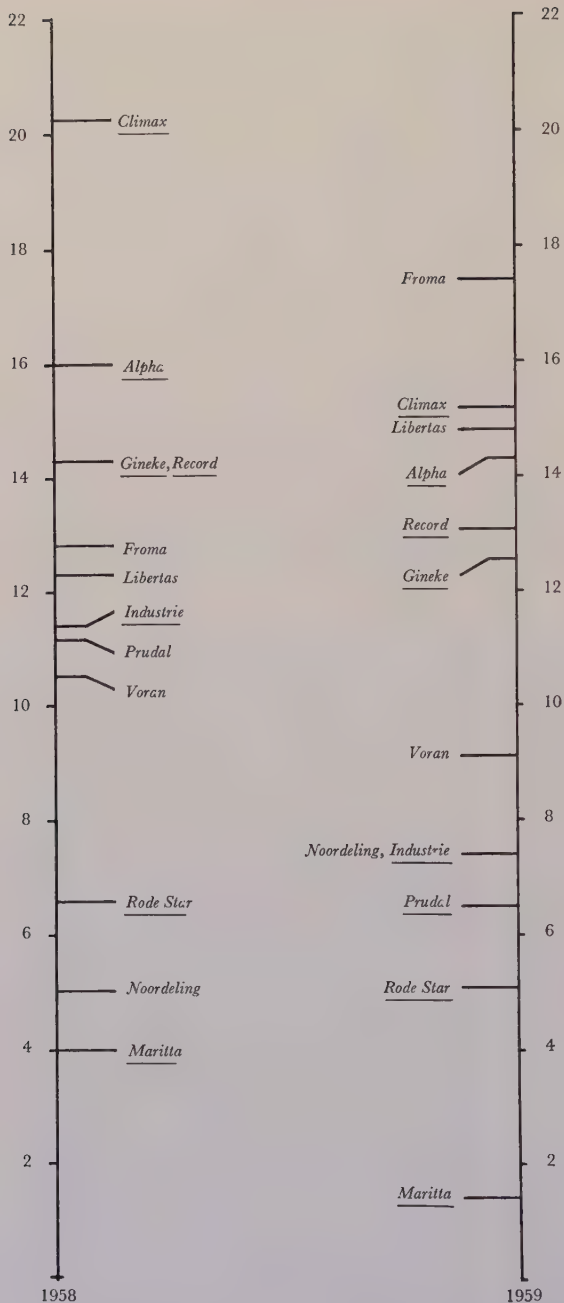 22
20
18
16
14
12
10
8
6
4
2
1958
Climax
Alpha
Gineke, Record
Froma
Libertas
Industrie
Prudal
Voran
Rode Star
Noordeling
Maritta
Froma
Climax
Libertas
Alpha
Record
Gineke
Voran
Noordeling, Industrie
Prudal
Rode Star
Maritta
22
20
18
16
14
12
10
8
6
4
2
1959